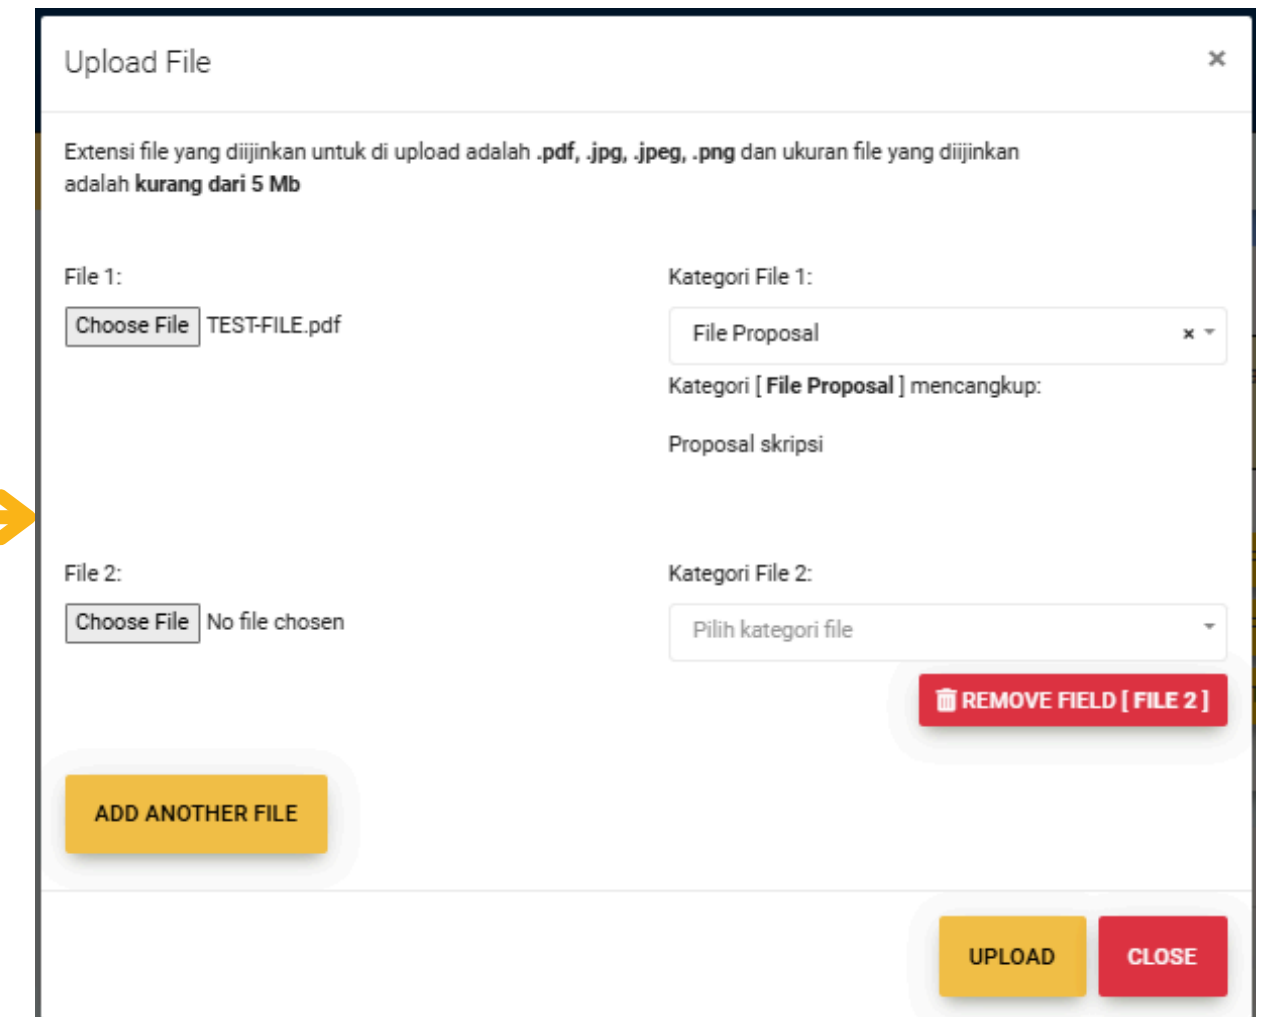 Upload File ×
Extensi file yang diijinkan untuk di upload adalah .pdf, .jpg, .jpeg, .png dan ukuran file yang diijinkan
adalah kurang dari 5 Mb
File 1:
Choose File TEST-FILE.pdf
Kategori File 1:
File Proposal ×
Kategori [ File Proposal ] mencangkup:
Proposal skripsi
File 2:
Choose File No file chosen
Kategori File 2:
Pilih kategori file
REMOVE FIELD [ FILE 2 ]
ADD ANOTHER FILE
UPLOAD CLOSE